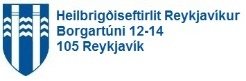 Heilbrigðiseftirlit Reykjavíkur
Borgartúni 12-14
105 Reykjavík